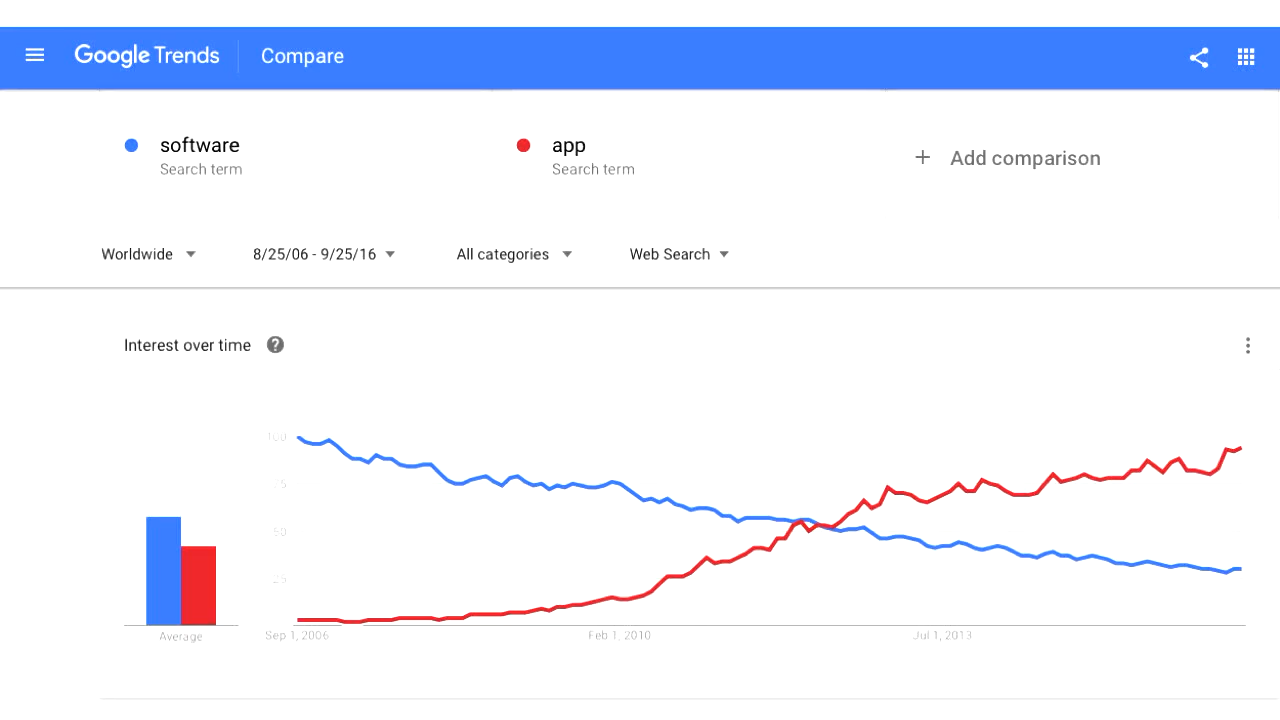 Google Trends Compare
software app
Search term Search term
+ Add comparison
Worldwide 8/25/06 - 9/25/16 All categories Web Search
Interest over time ?
100
75
50
25
Average Sep 1, 2006 Feb 1, 2010 Jul 1, 2013